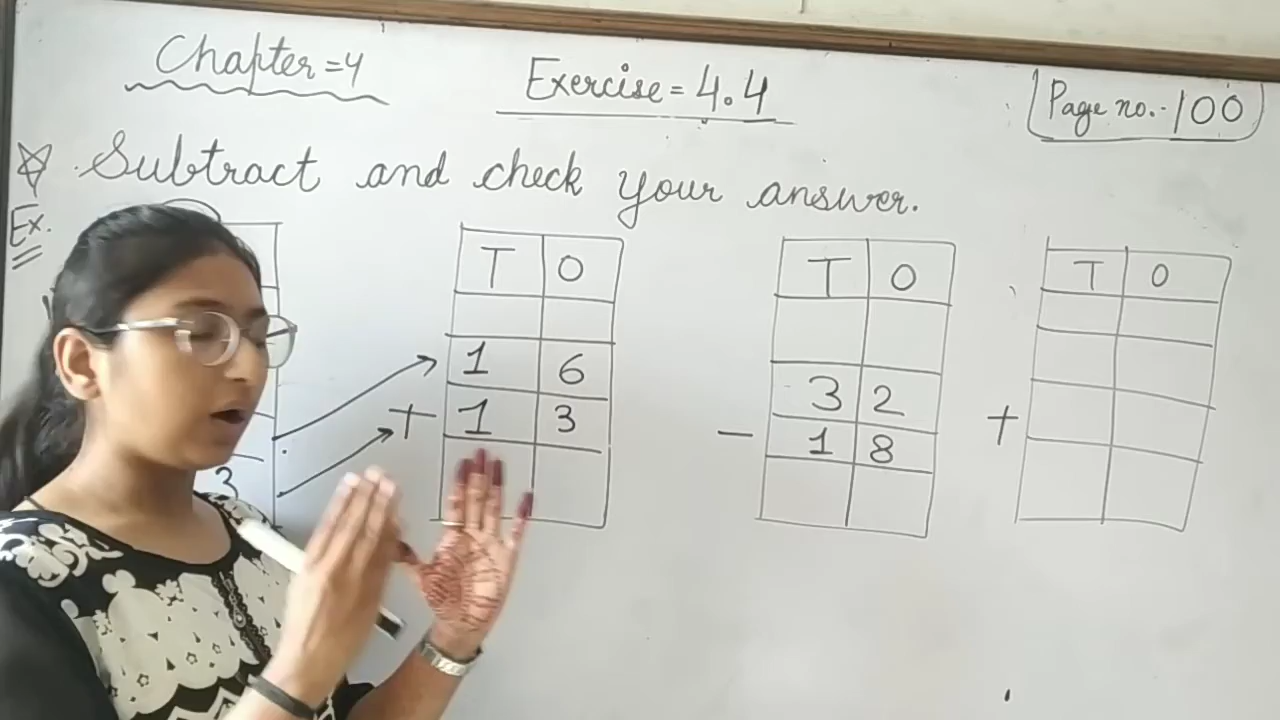 Chapter = 4
Exercise = 4.4
Page no.- 100
Subtract and check your answer.
Ex.
3
T O
1 6
+ 1 3
T O
3 2
- 1 8
T O
+